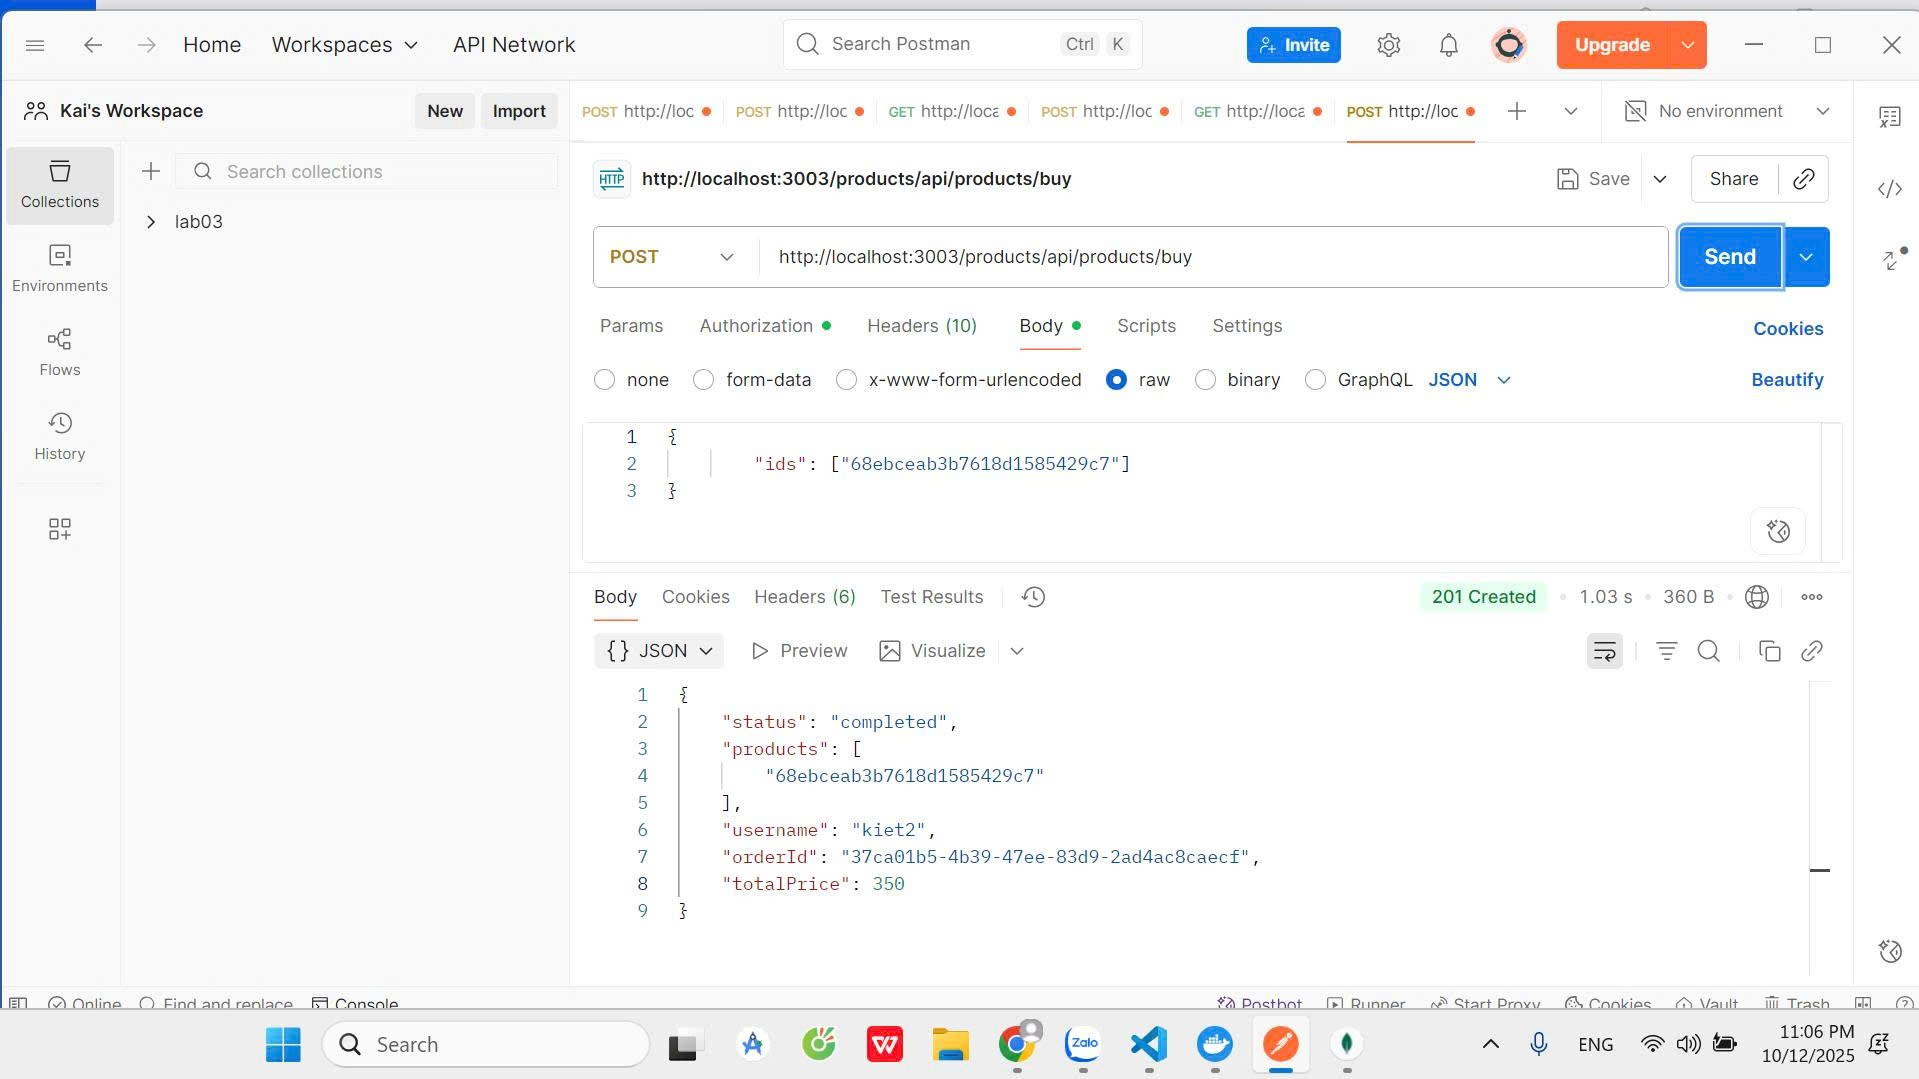 Home
Workspaces
API Network
Search Postman
Ctrl
K
Invite
Upgrade
Kai's Workspace
New
Import
POST http://loc
POST http://loc
GET http://loca
POST http://loc
GET http://loca
POST http://loc
No environment
Collections
Environments
Flows
History
Search collections
lab03
HTTP
http://localhost:3003/products/api/products/buy
Save
Share
POST
http://localhost:3003/products/api/products/buy
Send
Params
Authorization
Headers (10)
Body
Scripts
Settings
Cookies
none
form-data
x-www-form-urlencoded
raw
binary
GraphQL
JSON
Beautify
1 {
2 "ids": ["68ebceab3b7618d1585429c7"]
3 }
Body
Cookies
Headers (6)
Test Results
201 Created
1.03 s
360 B
{} JSON
Preview
Visualize
1 {
2 "status": "completed",
3 "products": [
4 "68ebceab3b7618d1585429c7"
5 ],
6 "username": "kiet2",
7 "orderId": "37ca01b5-4b39-47ee-83d9-2ad4ac8caecf",
8 "totalPrice": 350
9 }
Online
Find and replace
Console
Postbot
Runner
Start Proxy
Cookies
Vault
Trash
Search
Zalo
ENG
11:06 PM
10/12/2025